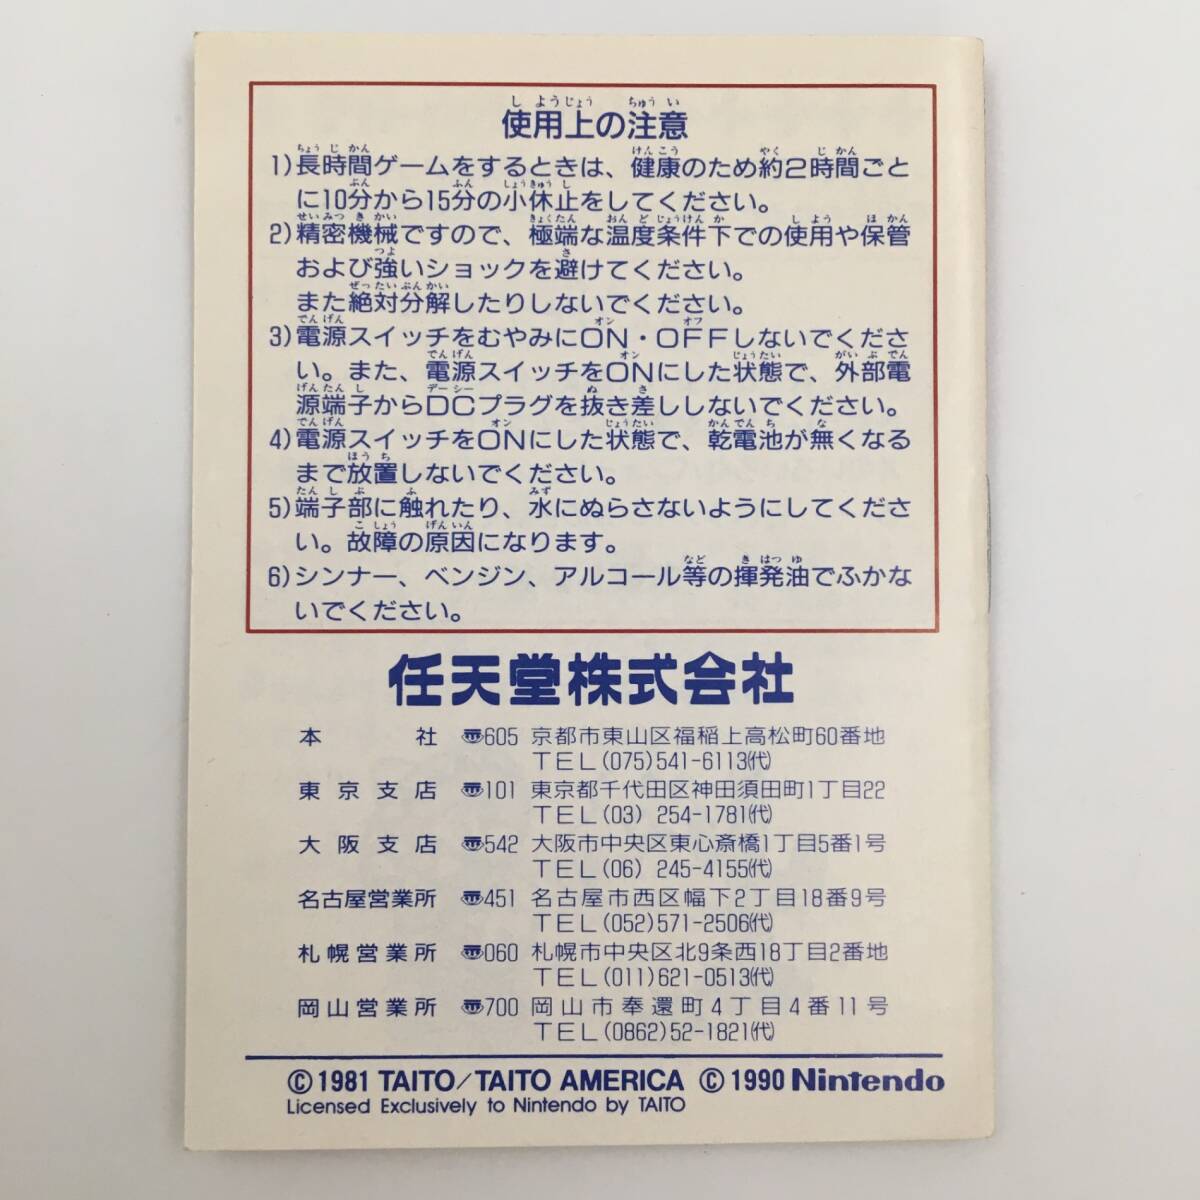 使用上の注意
1)長時間ゲームをするときは、健康のため約2時間ごと
に10分から15分の小休止をしてください。
2)精密機械ですので、極端な温度条件下での使用や保管
および強いショックを避けてください。
また絶対分解したりしないでください。
3)電源スイッチをむやみにON・OFFしないでくださ
い。また、電源スイッチをONにした状態で、外部電
源端子からDCプラグを抜き差ししないでください。
4)電源スイッチをONにした状態で、乾電池が無くなる
まで放置しないでください。
5)端子部に触れたり、水にぬらさないようにしてくださ
い。故障の原因になります。
6)シンナー、ベンジン、アルコール等の揮発油でふかな
いでください。
任天堂株式会社
本社 〒605 京都市東山区福稲上高松町60番地
TEL(075)541-6113(代)
東京支店 〒101 東京都千代田区神田須田町1丁目22
TEL(03) 254-1781(代)
大阪支店 〒542 大阪市中央区東心斎橋1丁目5番1号
TEL(06) 245-4155(代)
名古屋営業所 〒451 名古屋市西区幅下2丁目18番9号
TEL(052)571-2506(代)
札幌営業所 〒060 札幌市中央区北9条西18丁目2番地
TEL(011)621-0513(代)
岡山営業所 〒700 岡山市奉還町4丁目4番11号
TEL(0862)52-1821(代)
©1981 TAITO/TAITO AMERICA ©1990 Nintendo
Licensed Exclusively to Nintendo by TAITO